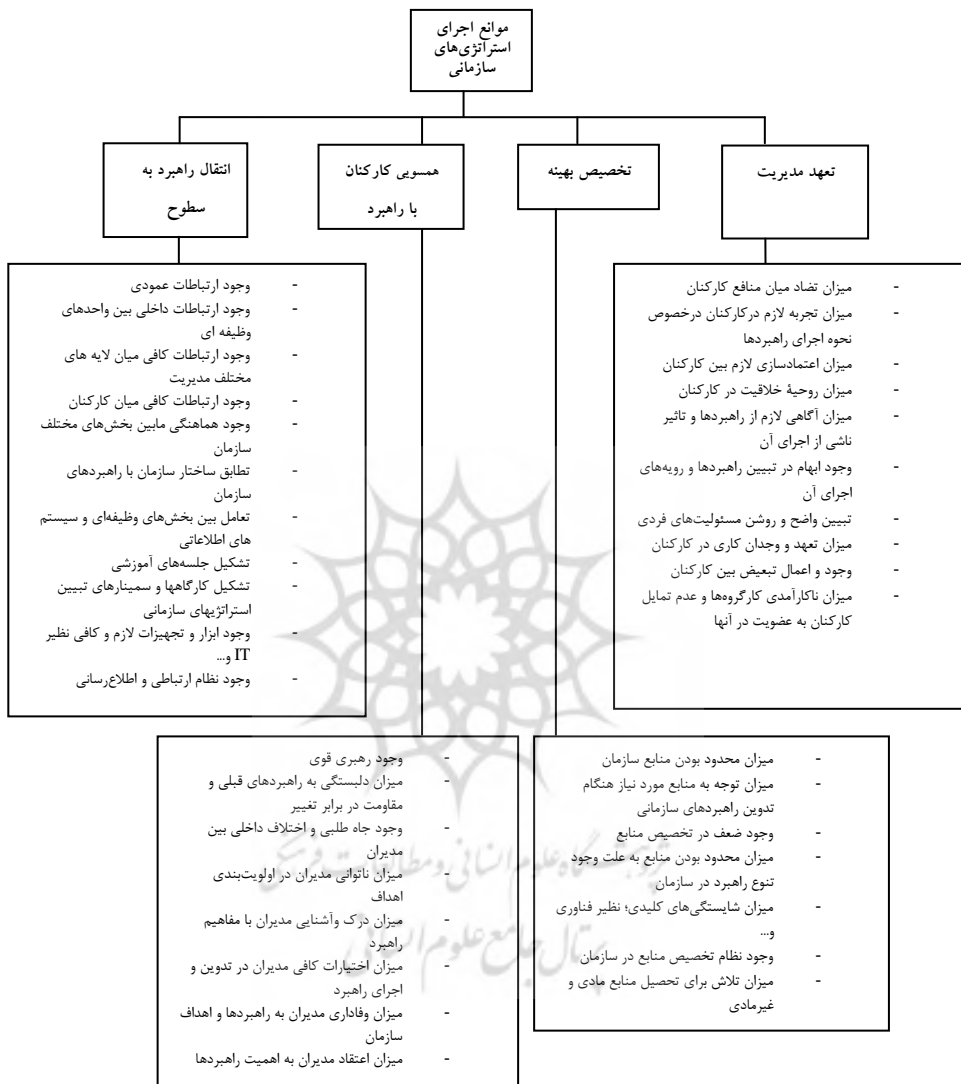 موانع اجرای
استراتژی‌های
سازمانی
تعهد مدیریت
تخصیص بهینه
همسویی کارکنان
با راهبرد
انتقال راهبرد به
سطوح
- میزان تضاد میان منافع کارکنان
- میزان تجربه لازم درکارکنان درخصوص
نحوه اجرای راهبردها
- میزان اعتمادسازی لازم بین کارکنان
- میزان روحیۀ خلاقیت در کارکنان
- میزان آگاهی لازم از راهبردها و تاثیر
ناشی از اجرای آن
- وجود ابهام در تبیین راهبردها و رویه‌های
اجرای آن
- تبیین واضح و روشن مسئولیت‌های فردی
- میزان تعهد و وجدان کاری در کارکنان
- وجود و اعمال تبعیض بین کارکنان
- میزان ناکارآمدی کارگروه‌ها و عدم تمایل
کارکنان به عضویت در آنها
- وجود ارتباطات عمودی
- وجود ارتباطات داخلی بین واحدهای
وظیفه ای
- وجود ارتباطات کافی میان لایه های
مختلف مدیریت
- وجود ارتباطات کافی میان کارکنان
- وجود هماهنگی مابین بخش‌های مختلف
سازمان
- تطابق ساختار سازمان با راهبردهای
سازمان
- تعامل بین بخش‌های وظیفه‌ای و سیستم
های اطلاعاتی
- تشکیل جلسه‌های آموزشی
- تشکیل کارگاهها و سمینارهای تبیین
استراتژیهای سازمانی
- وجود ابزار و تجهیزات لازم و کافی نظیر
IT و...
- وجود نظام ارتباطی و اطلاع‌رسانی
- میزان محدود بودن منابع سازمان
- میزان توجه به منابع مورد نیاز هنگام
تدوین راهبردهای سازمانی
- وجود ضعف در تخصیص منابع
- میزان محدود بودن منابع به علت وجود
تنوع راهبرد در سازمان
- میزان شایستگی‌های کلیدی؛ نظیر فناوری
و...
- وجود نظام تخصیص منابع در سازمان
- میزان تلاش برای تحصیل منابع مادی و
غیرمادی
- وجود رهبری قوی
- میزان دلبستگی به راهبردهای قبلی و
مقاومت در برابر تغییر
- وجود جاه طلبی و اختلاف داخلی بین
مدیران
- میزان ناتوانی مدیران در اولویت‌بندی
اهداف
- میزان درک وآشنایی مدیران با مفاهیم
راهبرد
- میزان اختیارات کافی مدیران در تدوین و
اجرای راهبرد
- میزان وفاداری مدیران به راهبردها و اهداف
سازمان
- میزان اعتقاد مدیران به اهمیت راهبردها
پژوهشگاه علوم انسانی و مطالعات فرهنگی
پرتال جامع علوم انسانی